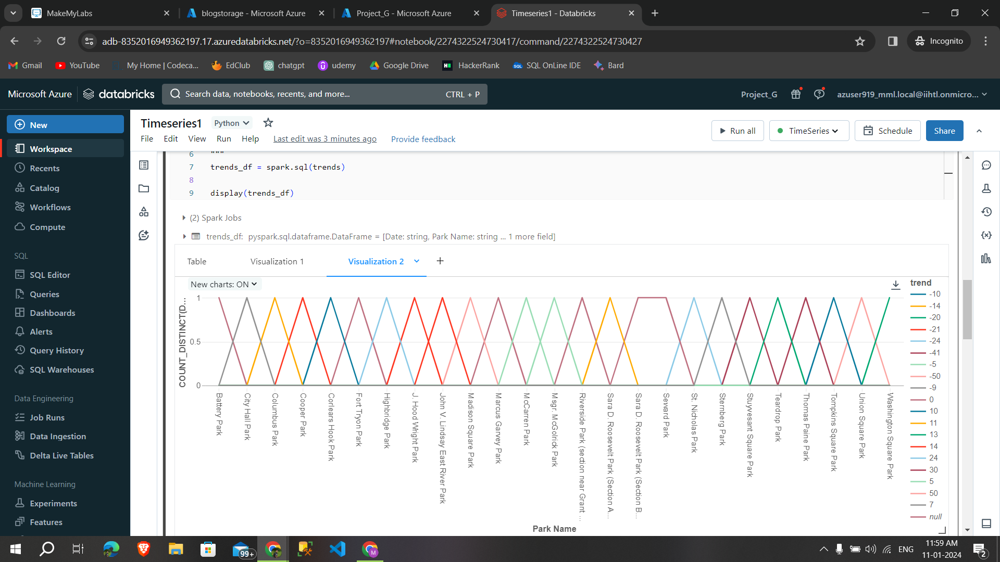 MakeMyLabs
blogstorage - Microsoft Azure
Project_G - Microsoft Azure
Timeseries1 - Databricks
adb-8352016949362197.17.azuredatabricks.net/?o=8352016949362197#notebook/2274322524730417/command/2274322524730427
Incognito
Gmail
YouTube
My Home | Codeca...
EdClub
chatgpt
udemy
Google Drive
HackerRank
SQL OnLine IDE
Bard
Microsoft Azure
databricks
Search data, notebooks, recents, and more...
CTRL + P
Project_G
azuser919_mml.local@iihtl.onmicro...
New
Workspace
Recents
Catalog
Workflows
Compute
SQL
SQL Editor
Queries
Dashboards
Alerts
Query History
SQL Warehouses
Data Engineering
Job Runs
Data Ingestion
Delta Live Tables
Machine Learning
Experiments
Features
Timeseries1
Python
File Edit View Run Help
Last edit was 3 minutes ago
Provide feedback
Run all
TimeSeries
Schedule
Share
6 """
7 trends_df = spark.sql(trends)
8
9 display(trends_df)
(2) Spark Jobs
trends_df: pyspark.sql.dataframe.DataFrame = [Date: string, Park Name: string ... 1 more field]
Table
Visualization 1
Visualization 2
New charts: ON
COUNT_DISTINCT(D...
1
0.5
0
Battery Park
City Hall Park
Columbus Park
Cooper Park
Corlears Hook Park
Fort Tryon Park
Highbridge Park
J. Hood Wright Park
John V. Lindsay East River Park
Madison Square Park
Marcus Garvey Park
McCarren Park
Msgr. McGolrick Park
Riverside Park (section near Grant ...
Sara D. Roosevelt Park (Section A...
Sara D. Roosevelt Park (Section B...
Seward Park
St. Nicholas Park
Sternberg Park
Stuyvesant Square Park
Teardrop Park
Thomas Paine Park
Tompkins Square Park
Union Square Park
Washington Square Park
Park Name
trend
-10
-14
-20
-21
-24
-41
-5
-50
-9
0
10
11
13
14
24
30
5
50
7
null
99+
ENG
11:59 AM
11-01-2024
2